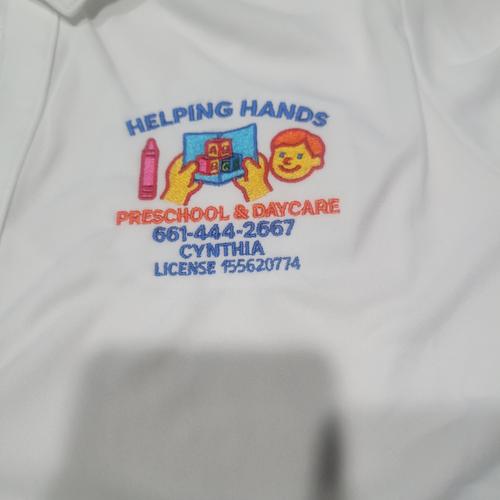 HELPING HANDS
PRESCHOOL & DAYCARE
661-444-2667
CYNTHIA
LICENSE 155620774